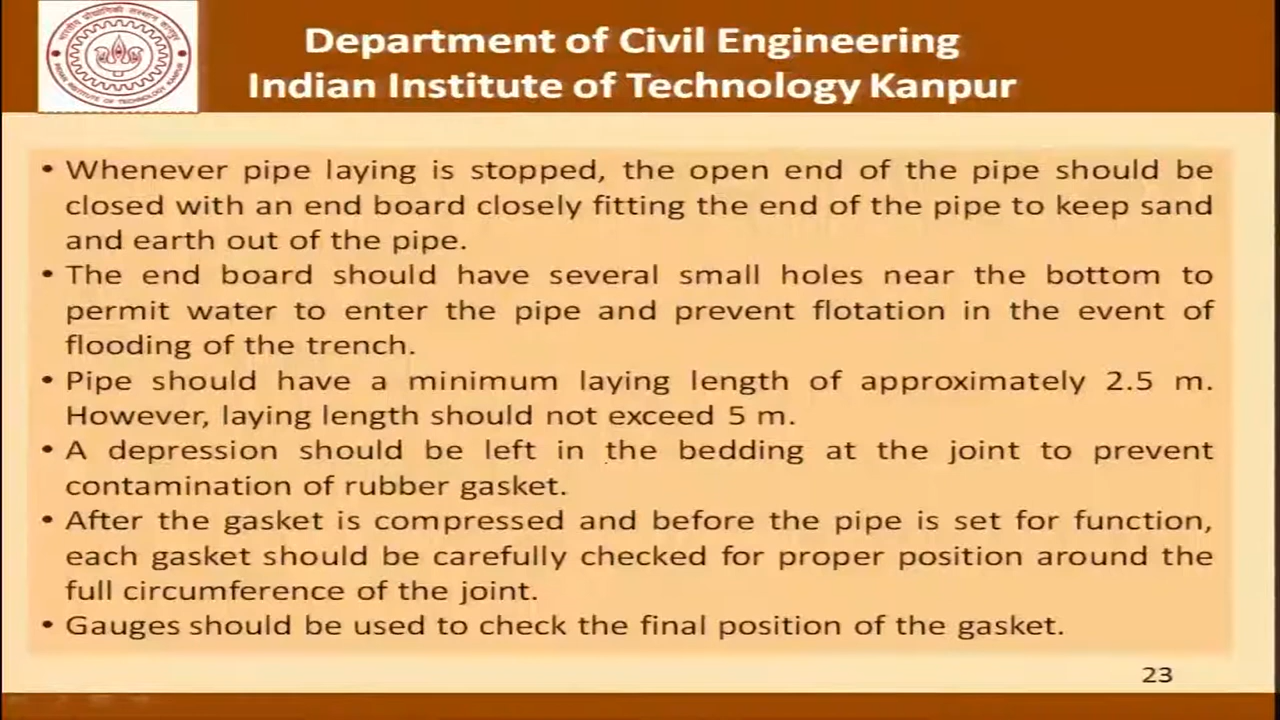 Department of Civil Engineering
Indian Institute of Technology Kanpur
• Whenever pipe laying is stopped, the open end of the pipe should be
closed with an end board closely fitting the end of the pipe to keep sand
and earth out of the pipe.
• The end board should have several small holes near the bottom to
permit water to enter the pipe and prevent flotation in the event of
flooding of the trench.
• Pipe should have a minimum laying length of approximately 2.5 m.
However, laying length should not exceed 5 m.
• A depression should be left in the bedding at the joint to prevent
contamination of rubber gasket.
• After the gasket is compressed and before the pipe is set for function,
each gasket should be carefully checked for proper position around the
full circumference of the joint.
• Gauges should be used to check the final position of the gasket.
23